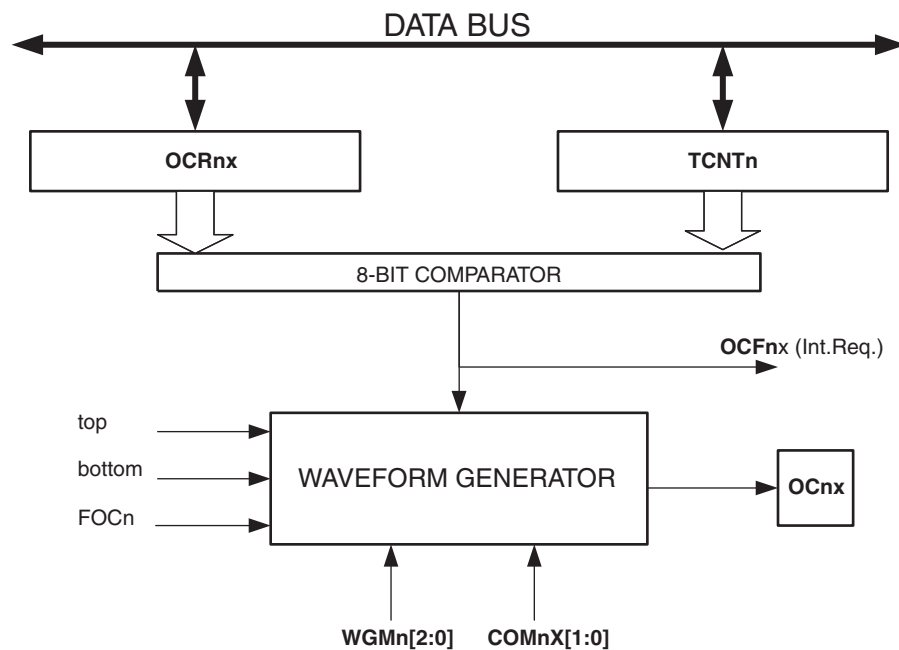 DATA BUS
OCRnx
TCNTn
8-BIT COMPARATOR
OCFnx (Int.Req.)
top
bottom
FOCn
WAVEFORM GENERATOR
OCnx
WGMn[2:0]
COMnX[1:0]